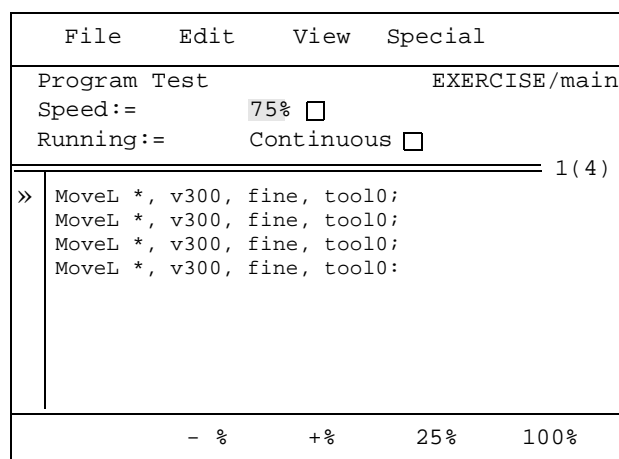 File Edit View Special
Program Test EXERCISE/main
Speed:= 75%
Running:= Continuous
1(4)
» MoveL *, v300, fine, tool0;
MoveL *, v300, fine, tool0;
MoveL *, v300, fine, tool0;
MoveL *, v300, fine, tool0:
- % +% 25% 100%